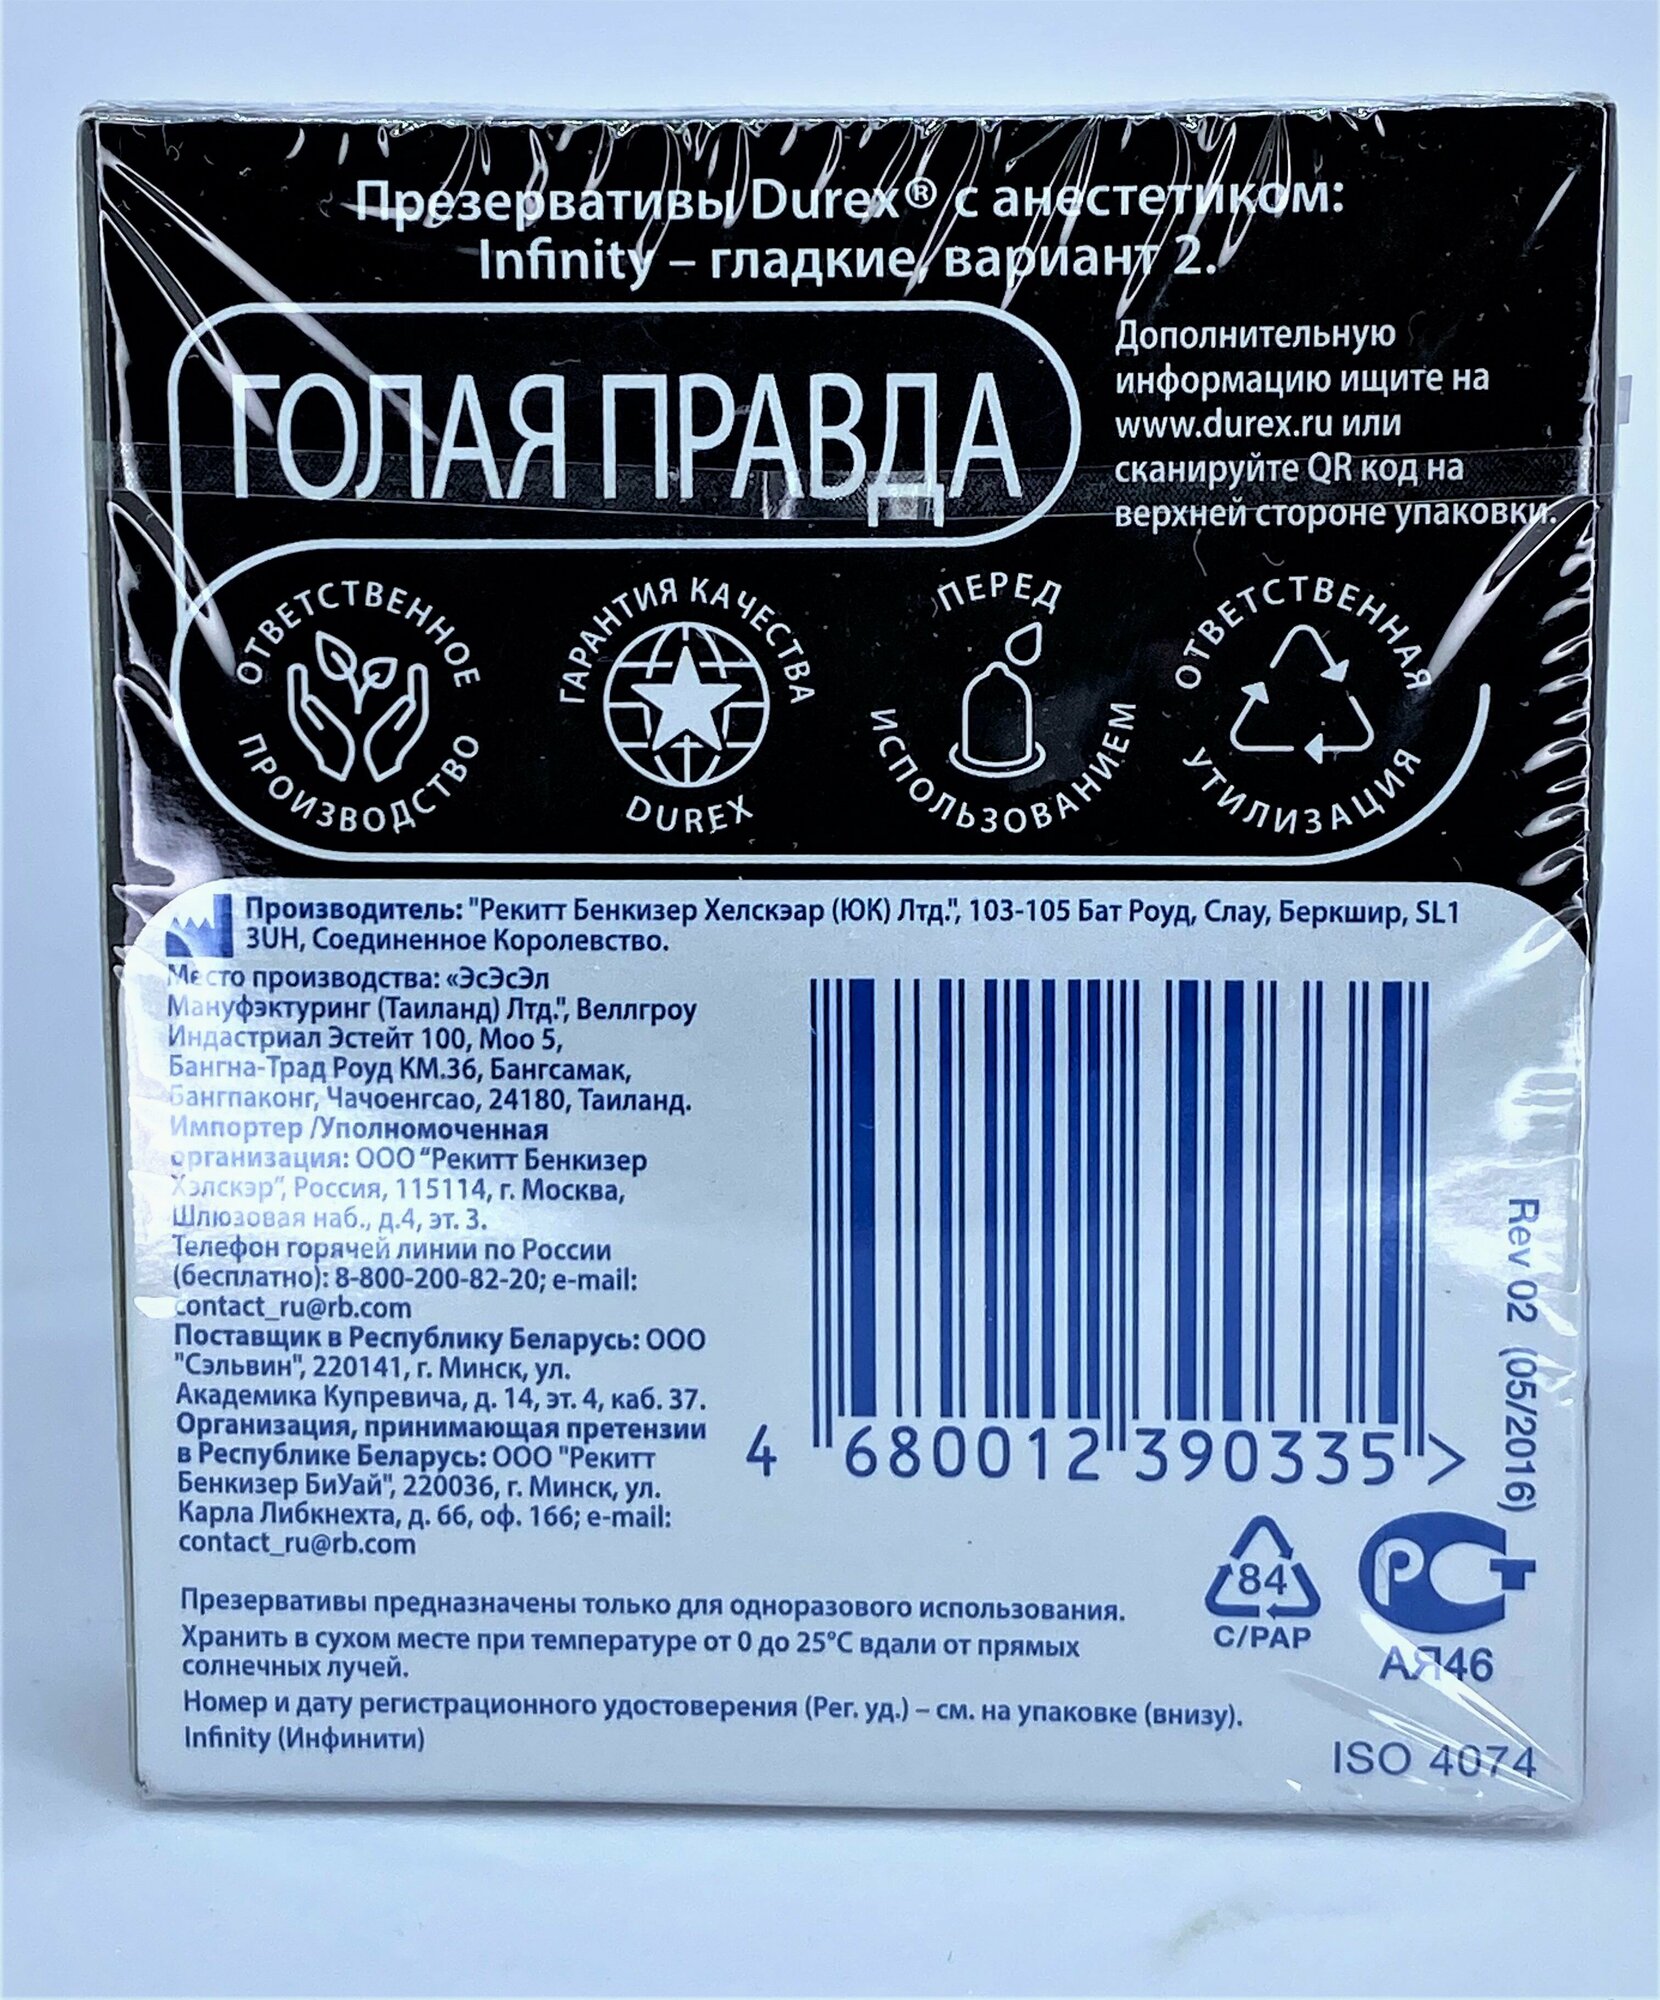 Презервативы Durex® с анестетиком:
Infinity – гладкие, вариант 2.
ГОЛАЯ ПРАВДА
Дополнительную
информацию ищите на
www.durex.ru или
сканируйте QR код на
верхней стороне упаковки.
ОТВЕТСТВЕННОЕ
ПРОИЗВОДСТВО
ГАРАНТИЯ КАЧЕСТВА
DUREX
ПЕРЕД
ИСПОЛЬЗОВАНИЕМ
ОТВЕТСТВЕННАЯ
УТИЛИЗАЦИЯ
Производитель: "Рекитт Бенкизер Хелскэар (ЮК) Лтд.", 103-105 Бат Роуд, Слау, Беркшир, SL1
3UH, Соединенное Королевство.
Место производства: «ЭсЭсЭл
Мануфэктуринг (Таиланд) Лтд.", Веллгроу
Индастриал Эстейт 100, Моо 5,
Бангна-Трад Роуд КМ.36, Бангсамак,
Бангпаконг, Чачоенгсао, 24180, Таиланд.
Импортер /Уполномоченная
организация: ООО “Рекитт Бенкизер
Хэлскэр”, Россия, 115114, г. Москва,
Шлюзовая наб., д.4, эт. 3.
Телефон горячей линии по России
(бесплатно): 8-800-200-82-20; e-mail:
contact_ru@rb.com
Поставщик в Республику Беларусь: ООО
"Сэльвин", 220141, г. Минск, ул.
Академика Купревича, д. 14, эт. 4, каб. 37.
Организация, принимающая претензии
в Республике Беларусь: ООО "Рекитт
Бенкизер БиУай", 220036, г. Минск, ул.
Карла Либкнехта, д. 66, оф. 166; e-mail:
contact_ru@rb.com
4 680012 390335 >
Rev 02 (05/2016)
84
C/PAP
РСТ
АЯ46
Презервативы предназначены только для одноразового использования.
Хранить в сухом месте при температуре от 0 до 25°C вдали от прямых
солнечных лучей.
Номер и дату регистрационного удостоверения (Рег. уд.) – см. на упаковке (внизу).
Infinity (Инфинити)
ISO 4074